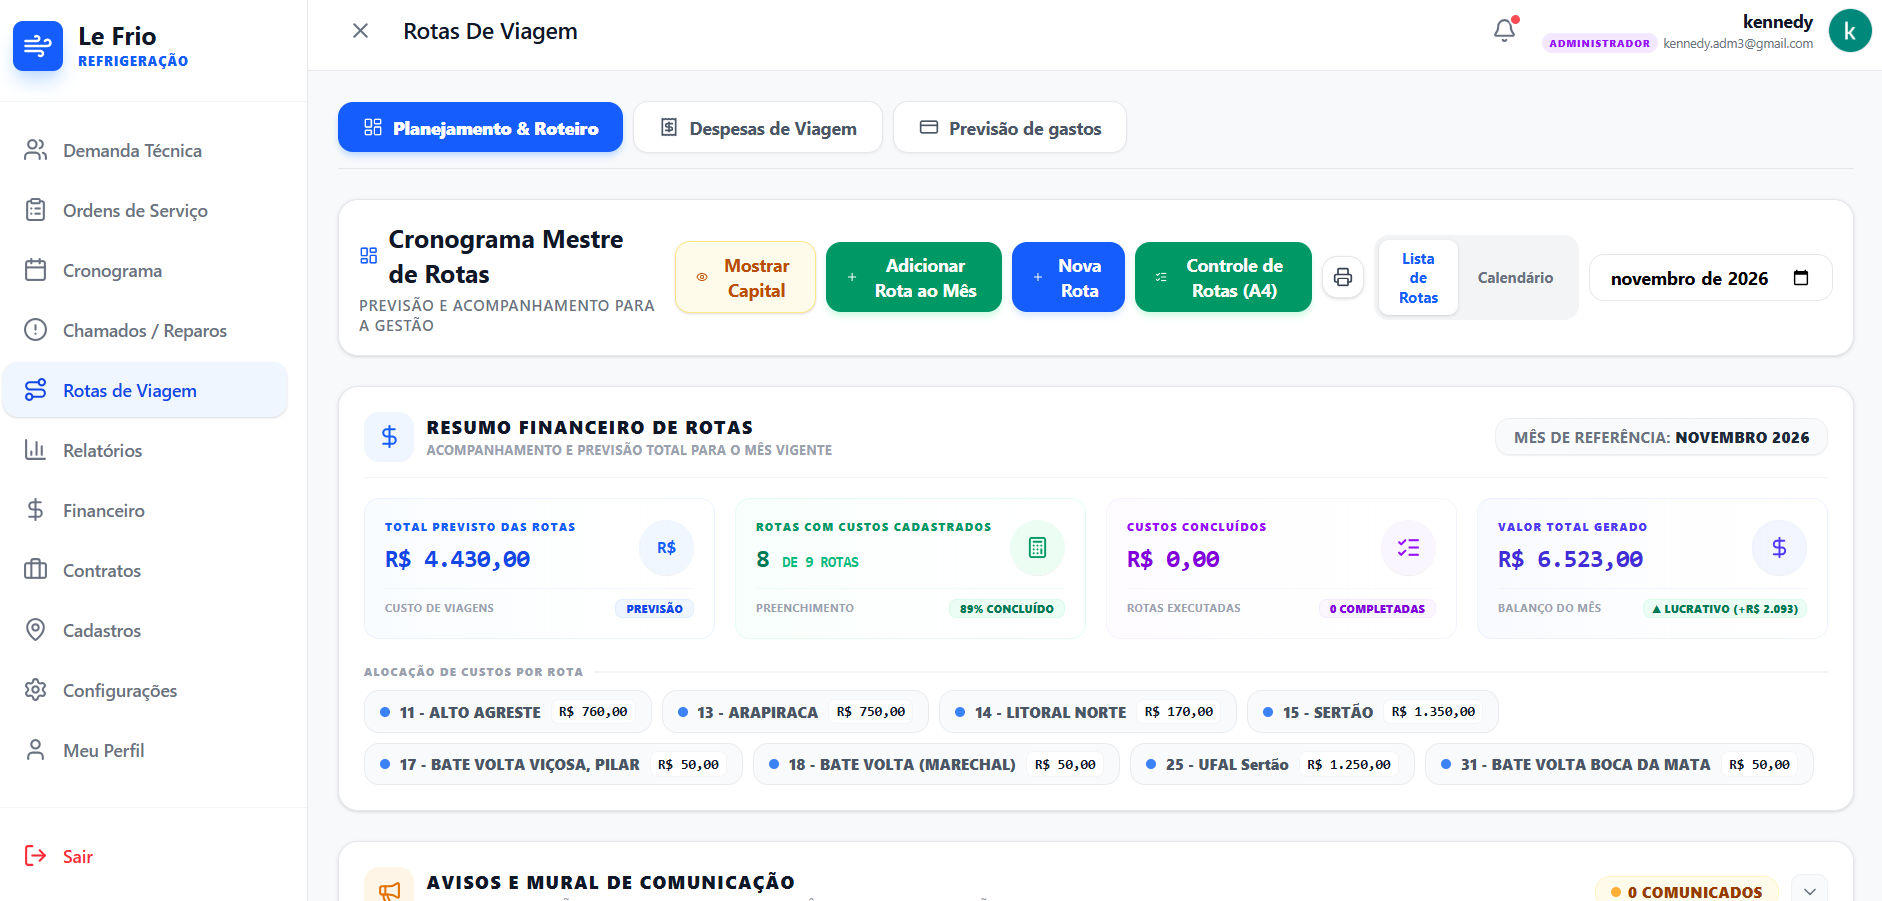 Le Frio
REFRIGERAÇÃO
Demanda Técnica
Ordens de Serviço
Cronograma
Chamados / Reparos
Rotas de Viagem
Relatórios
Financeiro
Contratos
Cadastros
Configurações
Meu Perfil
Sair
Rotas De Viagem
kennedy
ADMINISTRADOR kennedy.adm3@gmail.com
k
Planejamento & Roteiro
Despesas de Viagem
Previsão de gastos
Cronograma Mestre
de Rotas
PREVISÃO E ACOMPANHAMENTO PARA
A GESTÃO
Mostrar
Capital
+ Adicionar
Rota ao Mês
+ Nova
Rota
Controle de
Rotas (A4)
Lista
de
Rotas
Calendário
novembro de 2026
$
RESUMO FINANCEIRO DE ROTAS
ACOMPANHAMENTO E PREVISÃO TOTAL PARA O MÊS VIGENTE
MÊS DE REFERÊNCIA: NOVEMBRO 2026
TOTAL PREVISTO DAS ROTAS
R$ 4.430,00
R$
CUSTO DE VIAGENS
PREVISÃO
ROTAS COM CUSTOS CADASTRADOS
8 DE 9 ROTAS
PREENCHIMENTO
89% CONCLUÍDO
CUSTOS CONCLUÍDOS
R$ 0,00
ROTAS EXECUTADAS
0 COMPLETADAS
VALOR TOTAL GERADO
R$ 6.523,00
$
BALANÇO DO MÊS
▲ LUCRATIVO (+R$ 2.093)
ALOCAÇÃO DE CUSTOS POR ROTA
11 - ALTO AGRESTE R$ 760,00
13 - ARAPIRACA R$ 750,00
14 - LITORAL NORTE R$ 170,00
15 - SERTÃO R$ 1.350,00
17 - BATE VOLTA VIÇOSA, PILAR R$ 50,00
18 - BATE VOLTA (MARECHAL) R$ 50,00
25 - UFAL Sertão R$ 1.250,00
31 - BATE VOLTA BOCA DA MATA R$ 50,00
AVISOS E MURAL DE COMUNICAÇÃO
0 COMUNICADOS